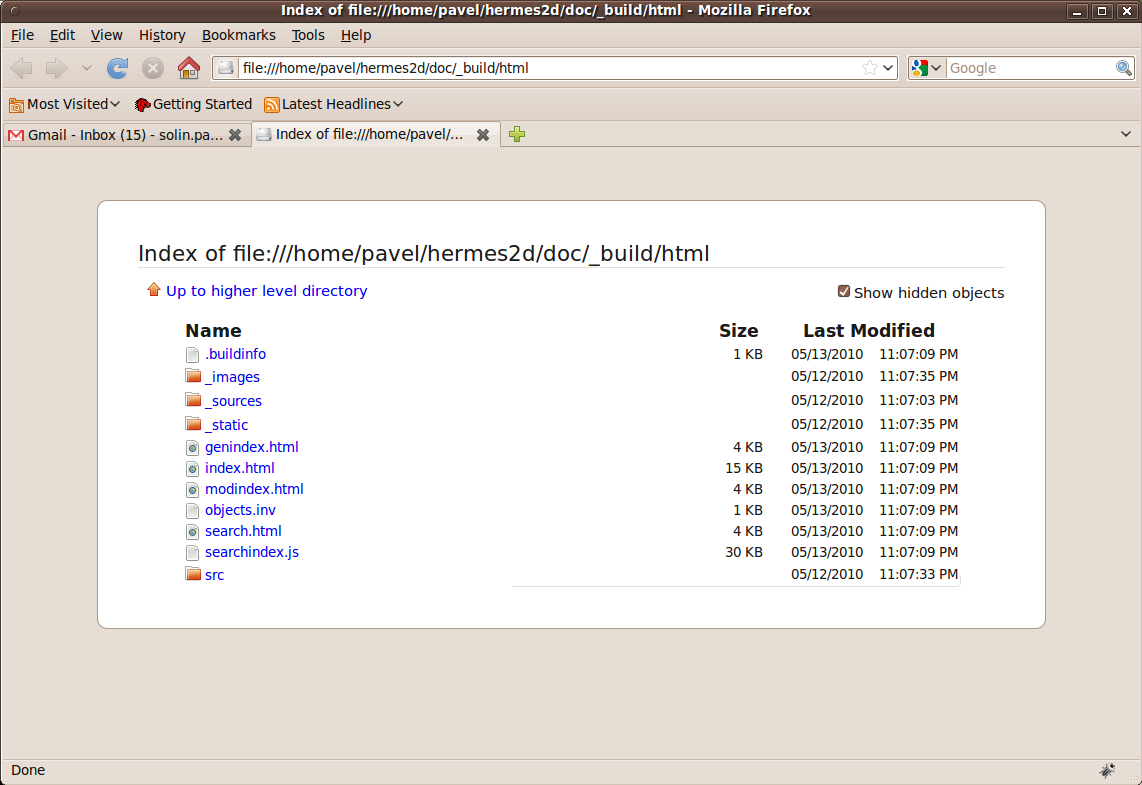 Index of file:///home/pavel/hermes2d/doc/_build/html - Mozilla Firefox
File Edit View History Bookmarks Tools Help
file:///home/pavel/hermes2d/doc/_build/html Google
Most Visited Getting Started Latest Headlines
Gmail - Inbox (15) - solin.pa... Index of file:///home/pavel/...
Index of file:///home/pavel/hermes2d/doc/_build/html
Up to higher level directory Show hidden objects
Name Size Last Modified
.buildinfo 1 KB 05/13/2010 11:07:09 PM
_images 05/12/2010 11:07:35 PM
_sources 05/12/2010 11:07:03 PM
_static 05/12/2010 11:07:35 PM
genindex.html 4 KB 05/13/2010 11:07:09 PM
index.html 15 KB 05/13/2010 11:07:09 PM
modindex.html 4 KB 05/13/2010 11:07:09 PM
objects.inv 1 KB 05/13/2010 11:07:09 PM
search.html 4 KB 05/13/2010 11:07:09 PM
searchindex.js 30 KB 05/13/2010 11:07:09 PM
src 05/12/2010 11:07:33 PM
Done